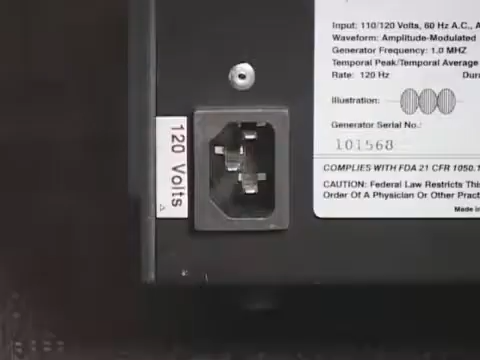 Input: 110/120 Volts, 60 Hz A.C.,
Waveform: Amplitude-Modulated
Generator Frequency: 1.0 MHZ
Temporal Peak/Temporal Average
Rate: 120 Hz
Illustration:
Generator Serial No.:
101568
COMPLIES WITH FDA 21 CFR 1050.1
CAUTION: Federal Law Restricts This
Order Of A Physician Or Other
Made
120 Volts